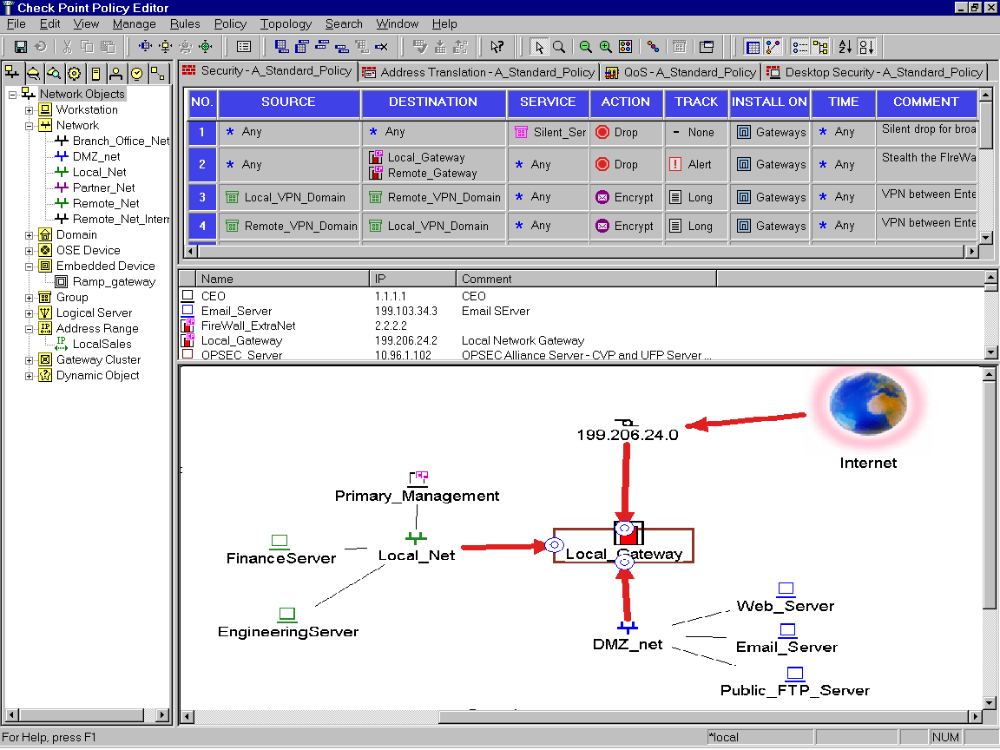 Check Point Policy Editor
File Edit View Manage Rules Policy Topology Search Window Help
Security - A_Standard_Policy Address Translation - A_Standard_Policy QoS - A_Standard_Policy Desktop Security - A_Standard_Policy
Network Objects
Workstation
Network
Branch_Office_Net
DMZ_net
Local_Net
Partner_Net
Remote_Net
Remote_Net_Intern
Domain
OSE Device
Embedded Device
Ramp_gateway
Group
Logical Server
Address Range
LocalSales
Gateway Cluster
Dynamic Object
NO. SOURCE DESTINATION SERVICE ACTION TRACK INSTALL ON TIME COMMENT
1 * Any * Any Silent_Ser Drop - None Gateways * Any Silent drop for broa
2 * Any Local_Gateway * Any Drop Alert Gateways * Any Stealth the FIreWa
Remote_Gateway
3 Local_VPN_Domain Remote_VPN_Domain * Any Encrypt Long Gateways * Any VPN between Ente
4 Remote_VPN_Domain Local_VPN_Domain * Any Encrypt Long Gateways * Any VPN between Ente
Name IP Comment
CEO 1.1.1.1 CEO
Email_Server 199.103.34.3 Email SErver
FireWall_ExtraNet 2.2.2.2
Local_Gateway 199.206.24.2 Local Network Gateway
OPSEC_Server 10.96.1.102 OPSEC Alliance Server - CVP and UFP Server ...
199.206.24.0
Internet
Primary_Management
FinanceServer
Local_Net
Local_Gateway
EngineeringServer
DMZ_net
Web_Server
Email_Server
Public_FTP_Server
For Help, press F1 *local NUM